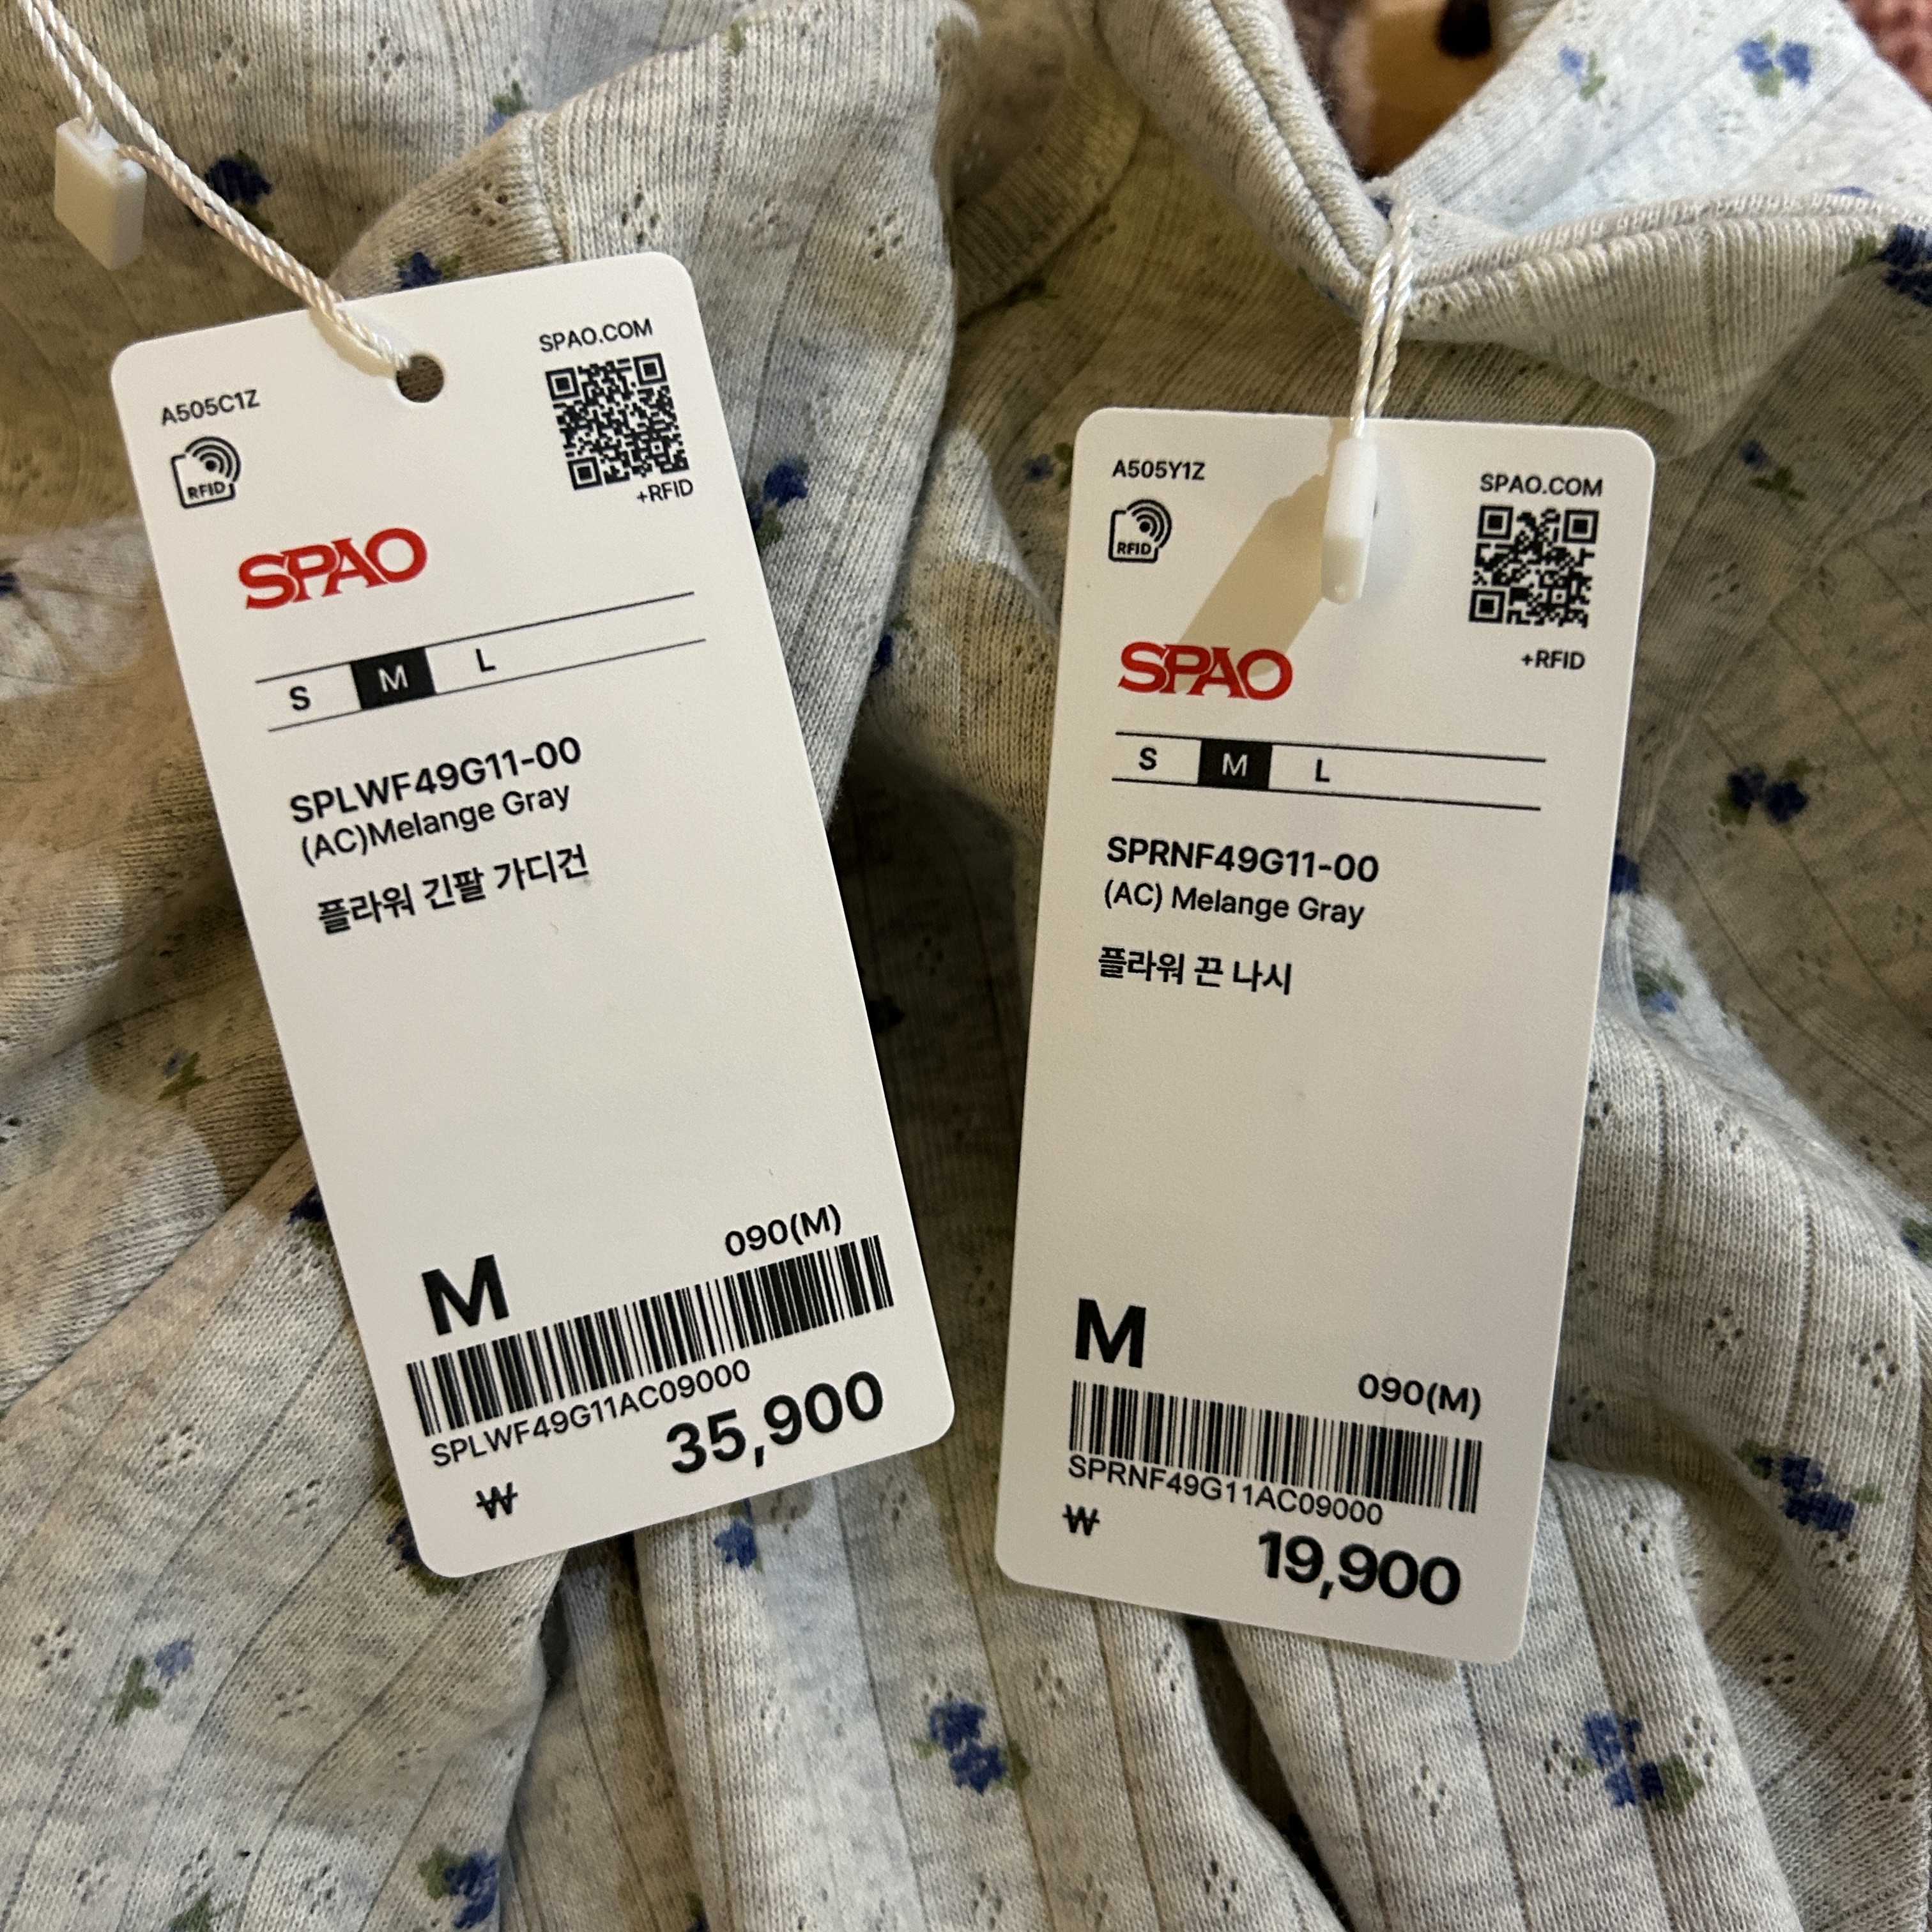 A505C1Z
SPAO.COM
RFID
+RFID
SPAO
S M L
SPLWF49G11-00
(AC)Melange Gray
플라워 긴팔 가디건
M
090(M)
SPLWF49G11AC09000
₩ 35,900
A505Y1Z
SPAO.COM
RFID
+RFID
SPAO
S M L
SPRNF49G11-00
(AC) Melange Gray
플라워 끈 나시
M
090(M)
SPRNF49G11AC09000
₩ 19,900